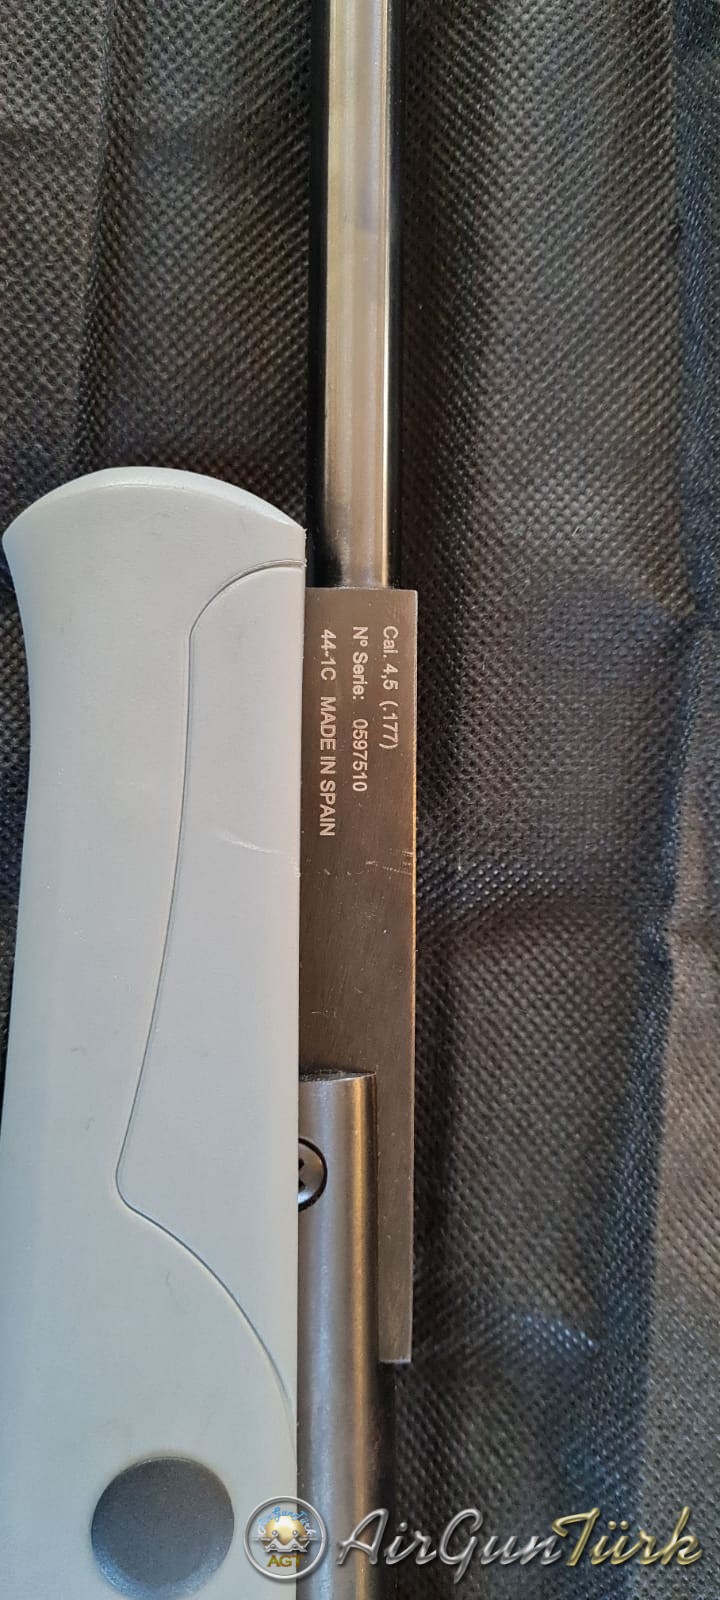 Cal. 4,5 (.177)
Nº Serie: 0597510
44-1C MADE IN SPAIN
AirGunTürk
AGT